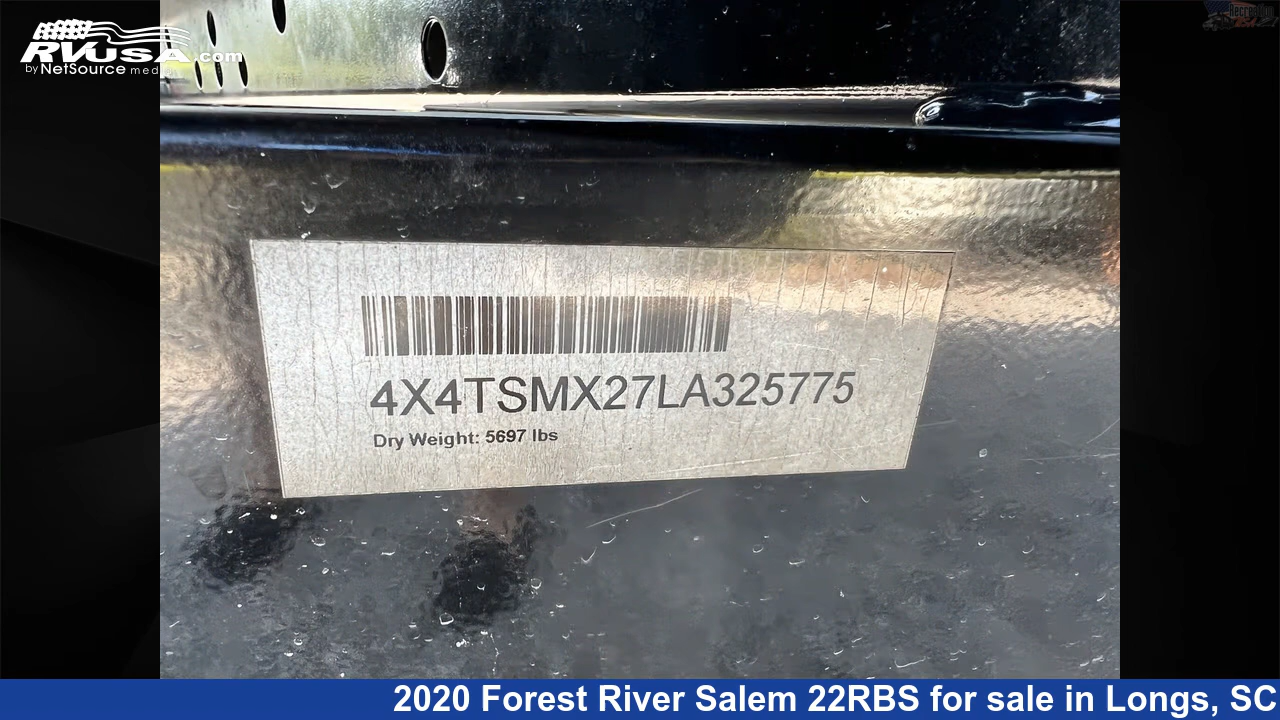 RVUSA.com
by NetSource media
4X4TSMX27LA325775
Dry Weight: 5697 lbs
2020 Forest River Salem 22RBS for sale in Longs, SC